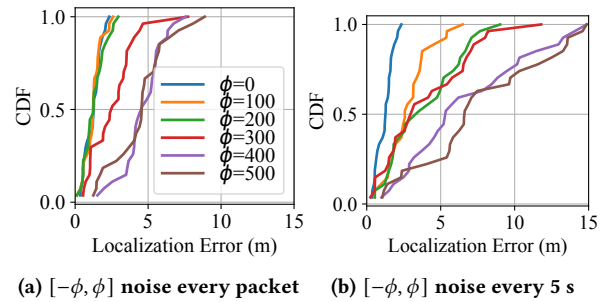 1.0
0.5
0.0
CDF
ϕ=0
ϕ=100
ϕ=200
ϕ=300
ϕ=400
ϕ=500
0 5 10 15
Localization Error (m)
(a) [−ϕ, ϕ] noise every packet
1.0
0.5
0.0
CDF
0 5 10 15
Localization Error (m)
(b) [−ϕ, ϕ] noise every 5 s